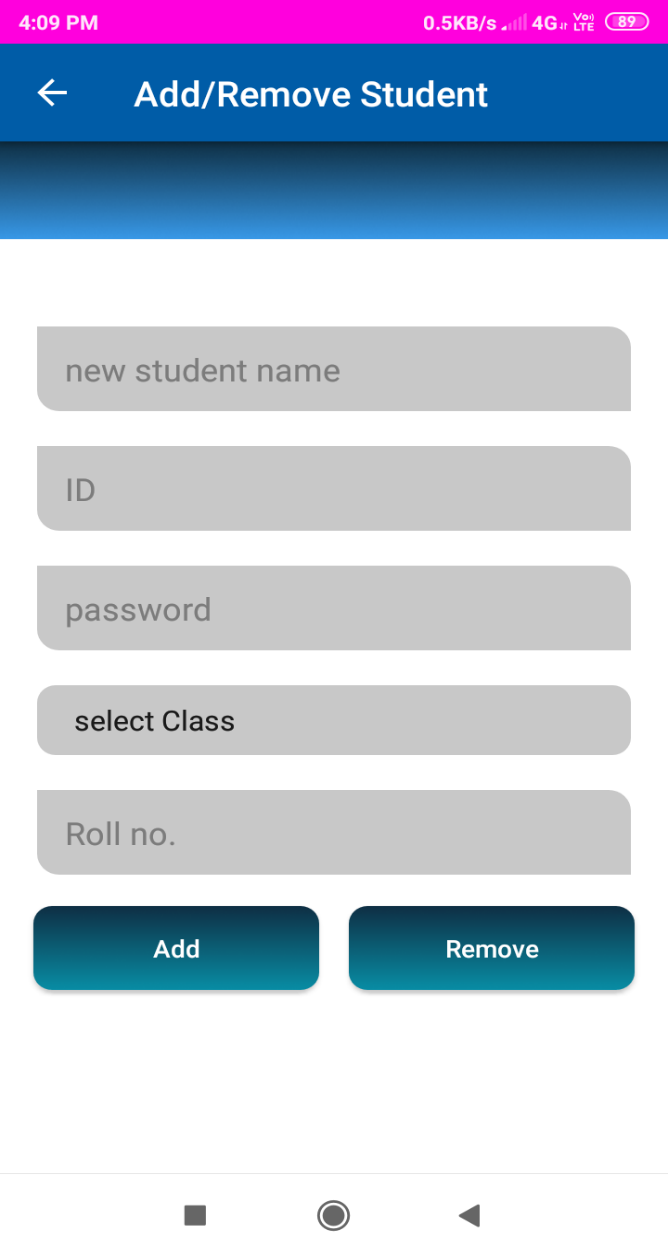 4:09 PM 0.5KB/s 4G Vo)) LTE 89
Add/Remove Student
new student name
ID
password
select Class
Roll no.
Add Remove